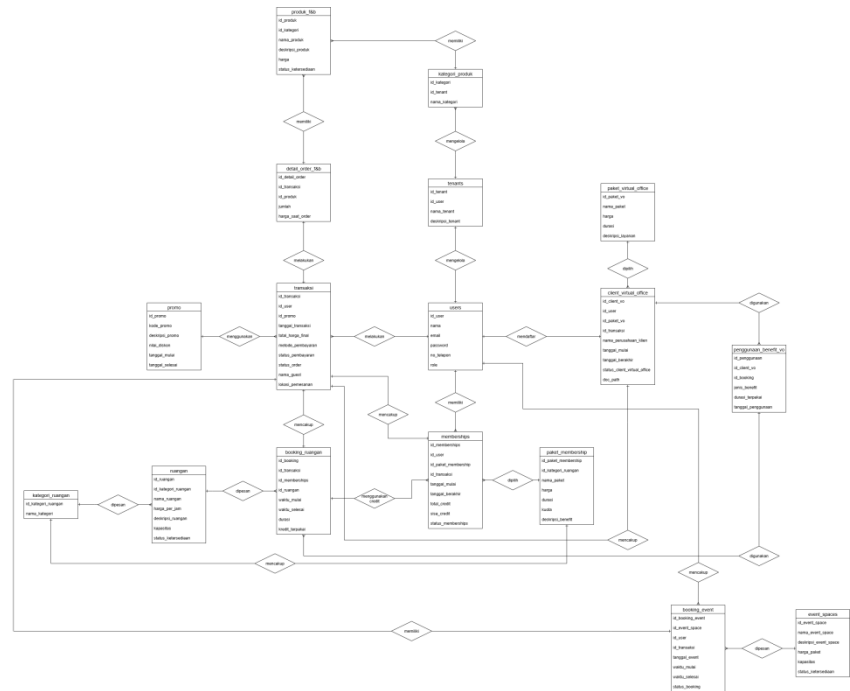 produk_f&b
id_produk
id_kategori
nama_produk
deskripsi_produk
harga
status_ketersediaan
memiliki
kategori_produk
id_kategori
id_tenant
nama_kategori
memiliki
mengelola
detail_order_f&b
id_detail_order
id_transaksi
id_produk
jumlah
harga_saat_order
tenants
id_tenant
id_user
nama_tenant
deskripsi_tenant
paket_virtual_office
id_paket_vo
nama_paket
harga
durasi
deskripsi_layanan
melakukan
mengelola
dipilih
promo
id_promo
kode_promo
deskripsi_promo
nilai_diskon
tanggal_mulai
tanggal_selesai
menggunakan
transaksi
id_transaksi
id_user
id_promo
tanggal_transaksi
total_harga_final
metode_pembayaran
status_pembayaran
status_order
nama_guest
lokasi_pemesanan
melakukan
users
id_user
nama
email
password
no_telepon
role
mendaftar
client_virtual_office
id_client_vo
id_user
id_paket_vo
id_transaksi
nama_perusahaan_klien
tanggal_mulai
tanggal_berakhir
status_client_virtual_office
doc_path
digunakan
penggunaan_benefit_vo
id_penggunaan
id_client_vo
id_booking
jenis_benefit
durasi_terpakai
tanggal_penggunaan
mencakup
mencakup
memiliki
kategori_ruangan
id_kategori_ruangan
nama_kategori
dipesan
ruangan
id_ruangan
id_kategori_ruangan
nama_ruangan
harga_per_jam
deskripsi_ruangan
kapasitas
status_ketersediaan
dipesan
booking_ruangan
id_booking
id_transaksi
id_memberships
id_ruangan
waktu_mulai
waktu_selesai
durasi
kredit_terpakai
menggunakan
credit
memberships
id_memberships
id_user
id_paket_membership
id_transaksi
tanggal_mulai
tanggal_berakhir
total_credit
sisa_credit
status_memberships
dipilih
paket_membership
id_paket_membership
id_kategori_ruangan
nama_paket
harga
durasi
kuota
deskripsi_benefit
mencakup
mencakup
digunakan
mencakup
memiliki
booking_event
id_booking_event
id_event_space
id_user
id_transaksi
tanggal_event
waktu_mulai
waktu_selesai
status_booking
dipesan
event_spaces
id_event_space
nama_event_space
deskripsi_event_space
harga_paket
kapasitas
status_ketersediaan